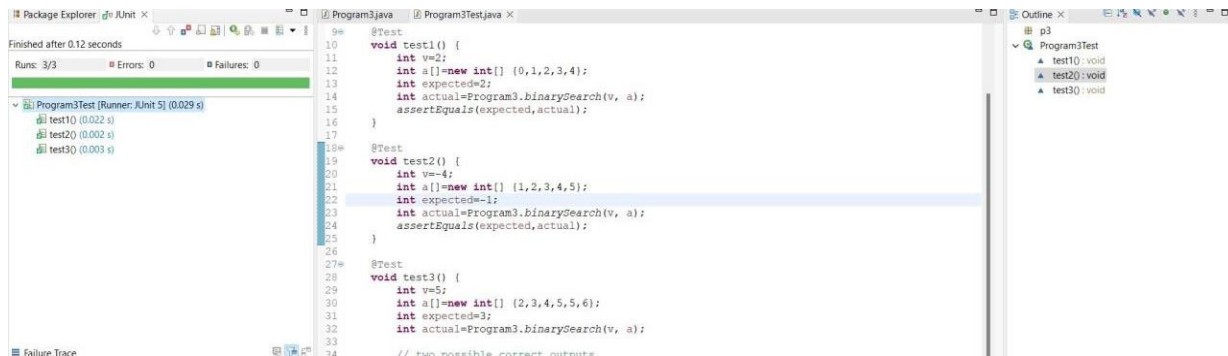 Package Explorer JUnit ×
Finished after 0.12 seconds
Runs: 3/3 Errors: 0 Failures: 0
Program3Test [Runner: JUnit 5] (0.029 s)
test1() (0.022 s)
test2() (0.002 s)
test3() (0.003 s)
Failure Trace
Program3.java Program3Test.java ×
9 @Test
10 void test1() {
11 int v=2;
12 int a[]=new int[] {0,1,2,3,4};
13 int expected=2;
14 int actual=Program3.binarySearch(v, a);
15 assertEquals(expected,actual);
16 }
17
18 @Test
19 void test2() {
20 int v=-4;
21 int a[]=new int[] {1,2,3,4,5};
22 int expected=-1;
23 int actual=Program3.binarySearch(v, a);
24 assertEquals(expected,actual);
25 }
26
27 @Test
28 void test3() {
29 int v=5;
30 int a[]=new int[] {2,3,4,5,5,6};
31 int expected=3;
32 int actual=Program3.binarySearch(v, a);
33
34 // two possible correct outputs
Outline ×
p3
Program3Test
test1() : void
test2() : void
test3() : void